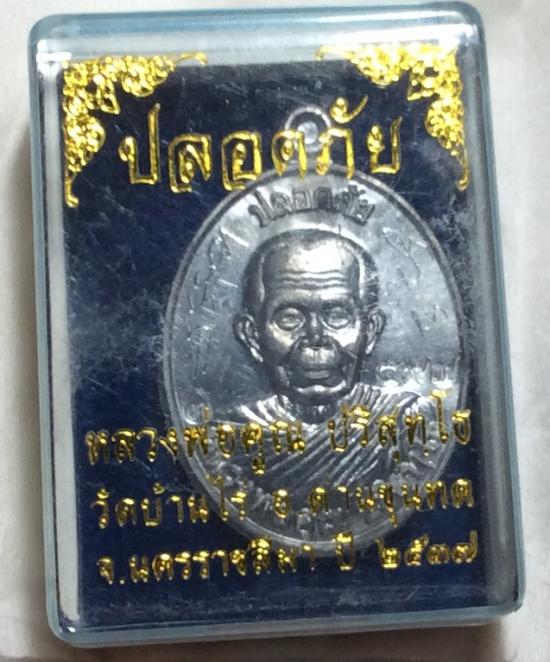 ปลอดภัย
ปลอดภัย
หลวงพ่อคูณ ปริสุทฺโธ
วัดบ้านไร่ อ.ด่านขุนทด
จ.นครราชสีมา ปี ๒๕๓๗